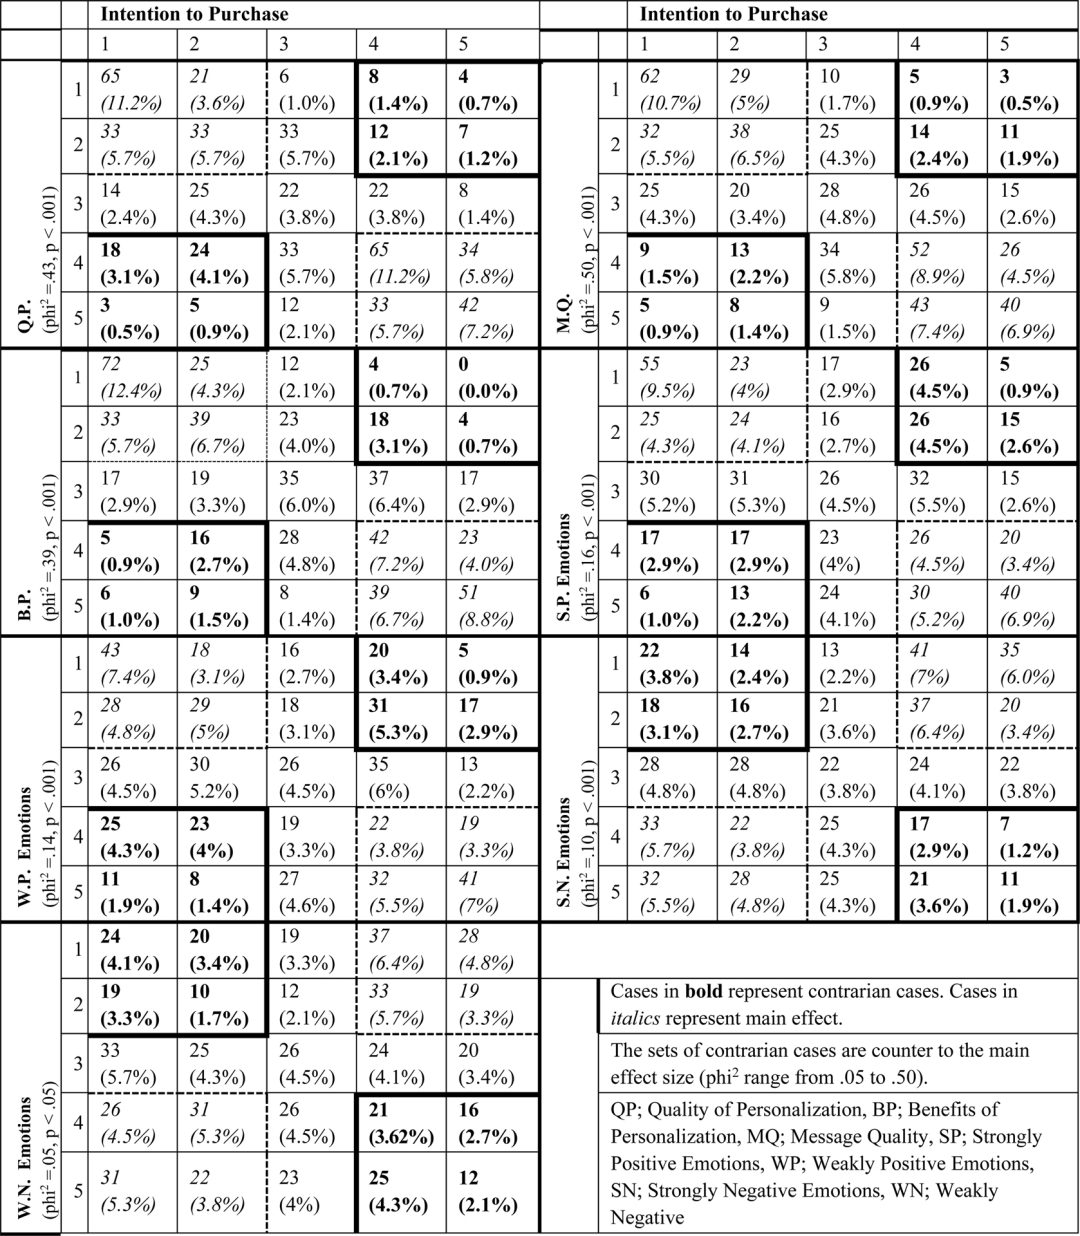 Intention to Purchase
1 2 3 4 5
Q.P.
(phi² =.43, p < .001)
1 65 21 6 8 4
(11.2%) (3.6%) (1.0%) (1.4%) (0.7%)
2 33 33 33 12 7
(5.7%) (5.7%) (5.7%) (2.1%) (1.2%)
3 14 25 22 22 8
(2.4%) (4.3%) (3.8%) (3.8%) (1.4%)
4 18 24 33 65 34
(3.1%) (4.1%) (5.7%) (11.2%) (5.8%)
5 3 5 12 33 42
(0.5%) (0.9%) (2.1%) (5.7%) (7.2%)
B.P.
(phi² =.39, p < .001)
1 72 25 12 4 0
(12.4%) (4.3%) (2.1%) (0.7%) (0.0%)
2 33 39 23 18 4
(5.7%) (6.7%) (4.0%) (3.1%) (0.7%)
3 17 19 35 37 17
(2.9%) (3.3%) (6.0%) (6.4%) (2.9%)
4 5 16 28 42 23
(0.9%) (2.7%) (4.8%) (7.2%) (4.0%)
5 6 9 8 39 51
(1.0%) (1.5%) (1.4%) (6.7%) (8.8%)
W.P. Emotions
(phi² =.14, p < .001)
1 43 18 16 20 5
(7.4%) (3.1%) (2.7%) (3.4%) (0.9%)
2 28 29 18 31 17
(4.8%) (5%) (3.1%) (5.3%) (2.9%)
3 26 30 26 35 13
(4.5%) 5.2%) (4.5%) (6%) (2.2%)
4 25 23 19 22 19
(4.3%) (4%) (3.3%) (3.8%) (3.3%)
5 11 8 27 32 41
(1.9%) (1.4%) (4.6%) (5.5%) (7%)
W.N. Emotions
(phi² =.05, p < .05)
1 24 20 19 37 28
(4.1%) (3.4%) (3.3%) (6.4%) (4.8%)
2 19 10 12 33 19
(3.3%) (1.7%) (2.1%) (5.7%) (3.3%)
3 33 25 26 24 20
(5.7%) (4.3%) (4.5%) (4.1%) (3.4%)
4 26 31 26 21 16
(4.5%) (5.3%) (4.5%) (3.62%) (2.7%)
5 31 22 23 25 12
(5.3%) (3.8%) (4%) (4.3%) (2.1%)
Intention to Purchase
1 2 3 4 5
M.Q.
(phi² =.50, p < .001)
1 62 29 10 5 3
(10.7%) (5%) (1.7%) (0.9%) (0.5%)
2 32 38 25 14 11
(5.5%) (6.5%) (4.3%) (2.4%) (1.9%)
3 25 20 28 26 15
(4.3%) (3.4%) (4.8%) (4.5%) (2.6%)
4 9 13 34 52 26
(1.5%) (2.2%) (5.8%) (8.9%) (4.5%)
5 5 8 9 43 40
(0.9%) (1.4%) (1.5%) (7.4%) (6.9%)
S.P. Emotions
(phi² =.16, p < .001)
1 55 23 17 26 5
(9.5%) (4%) (2.9%) (4.5%) (0.9%)
2 25 24 16 26 15
(4.3%) (4.1%) (2.7%) (4.5%) (2.6%)
3 30 31 26 32 15
(5.2%) (5.3%) (4.5%) (5.5%) (2.6%)
4 17 17 23 26 20
(2.9%) (2.9%) (4%) (4.5%) (3.4%)
5 6 13 24 30 40
(1.0%) (2.2%) (4.1%) (5.2%) (6.9%)
S.N. Emotions
(phi² =.10, p < .001)
1 22 14 13 41 35
(3.8%) (2.4%) (2.2%) (7%) (6.0%)
2 18 16 21 37 20
(3.1%) (2.7%) (3.6%) (6.4%) (3.4%)
3 28 28 22 24 22
(4.8%) (4.8%) (3.8%) (4.1%) (3.8%)
4 33 22 25 17 7
(5.7%) (3.8%) (4.3%) (2.9%) (1.2%)
5 32 28 25 21 11
(5.5%) (4.8%) (4.3%) (3.6%) (1.9%)
Cases in bold represent contrarian cases. Cases in
italics represent main effect.
The sets of contrarian cases are counter to the main
effect size (phi² range from .05 to .50).
QP; Quality of Personalization, BP; Benefits of
Personalization, MQ; Message Quality, SP; Strongly
Positive Emotions, WP; Weakly Positive Emotions,
SN; Strongly Negative Emotions, WN; Weakly
Negative